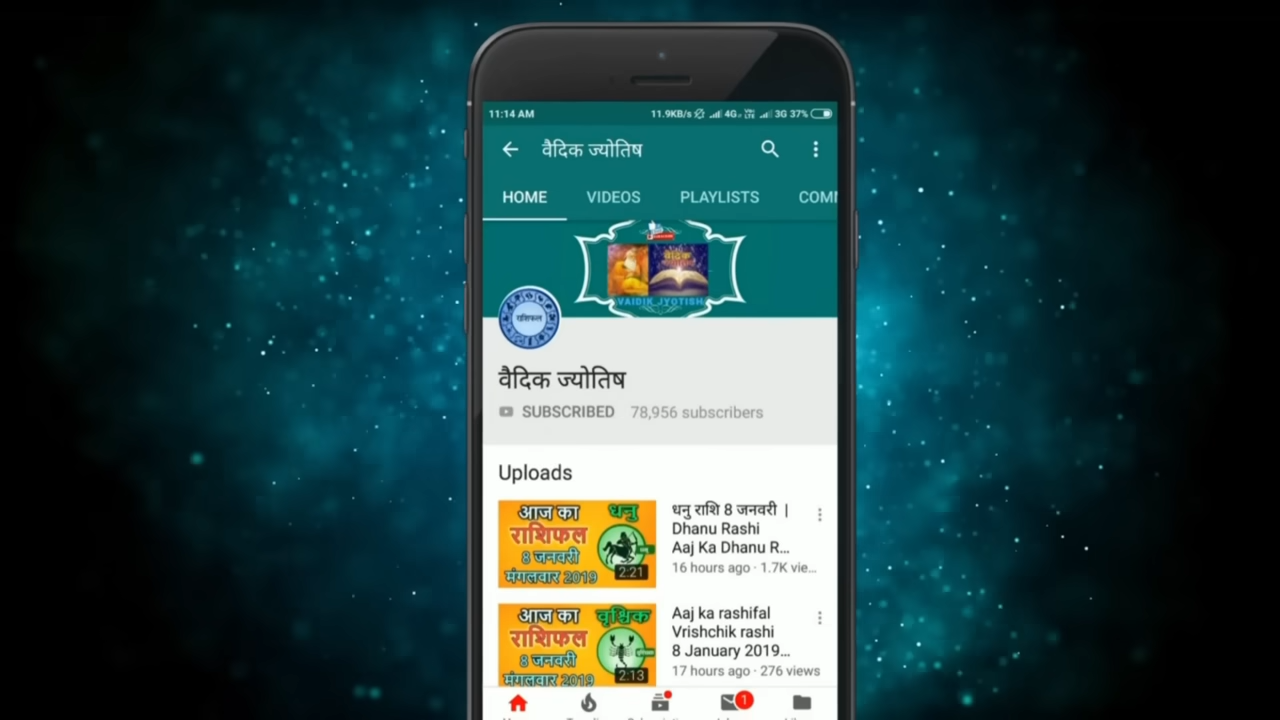 11:14 AM 11.9KB/s 4G 3G 37%
वैदिक ज्योतिष
HOME VIDEOS PLAYLISTS COMM
वैदिक
VAIDIK JYOTISH
राशिफल
वैदिक ज्योतिष
SUBSCRIBED 78,956 subscribers
Uploads
आज का धनु
राशिफल
8 जनवरी
मंगलवार 2019
2:21
धनु राशि 8 जनवरी |
Dhanu Rashi
Aaj Ka Dhanu R...
16 hours ago · 1.7K vie...
आज का वृश्चिक
राशिफल
8 जनवरी
मंगलवार 2019
2:13
Aaj ka rashifal
Vrishchik rashi
8 January 2019...
17 hours ago · 276 views
1